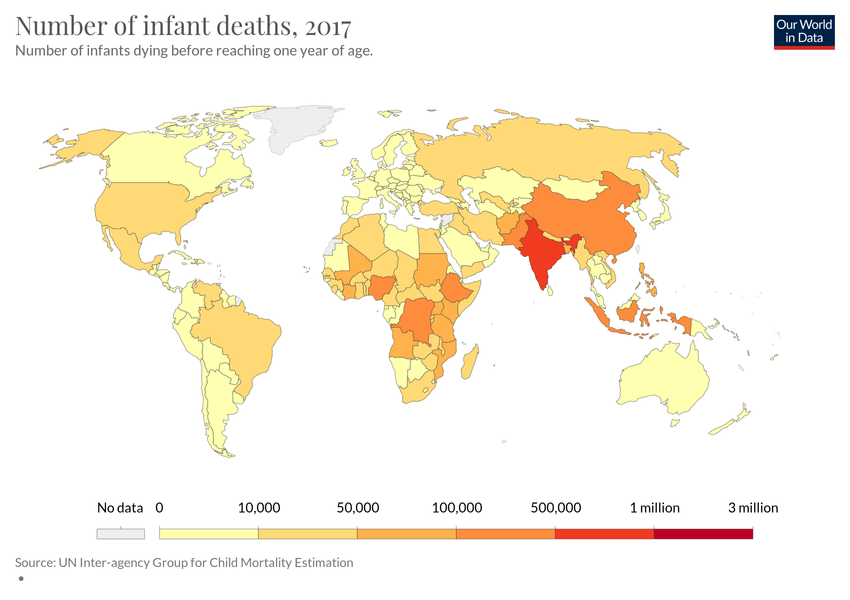 Number of infant deaths, 2017
Number of infants dying before reaching one year of age.
Our World
in Data
No data 0 10,000 50,000 100,000 500,000 1 million 3 million
Source: UN Inter-agency Group for Child Mortality Estimation